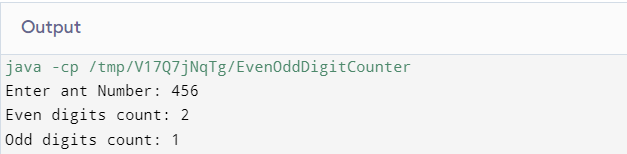 Output
java -cp /tmp/V17Q7jNqTg/EvenOddDigitCounter
Enter ant Number: 456
Even digits count: 2
Odd digits count: 1